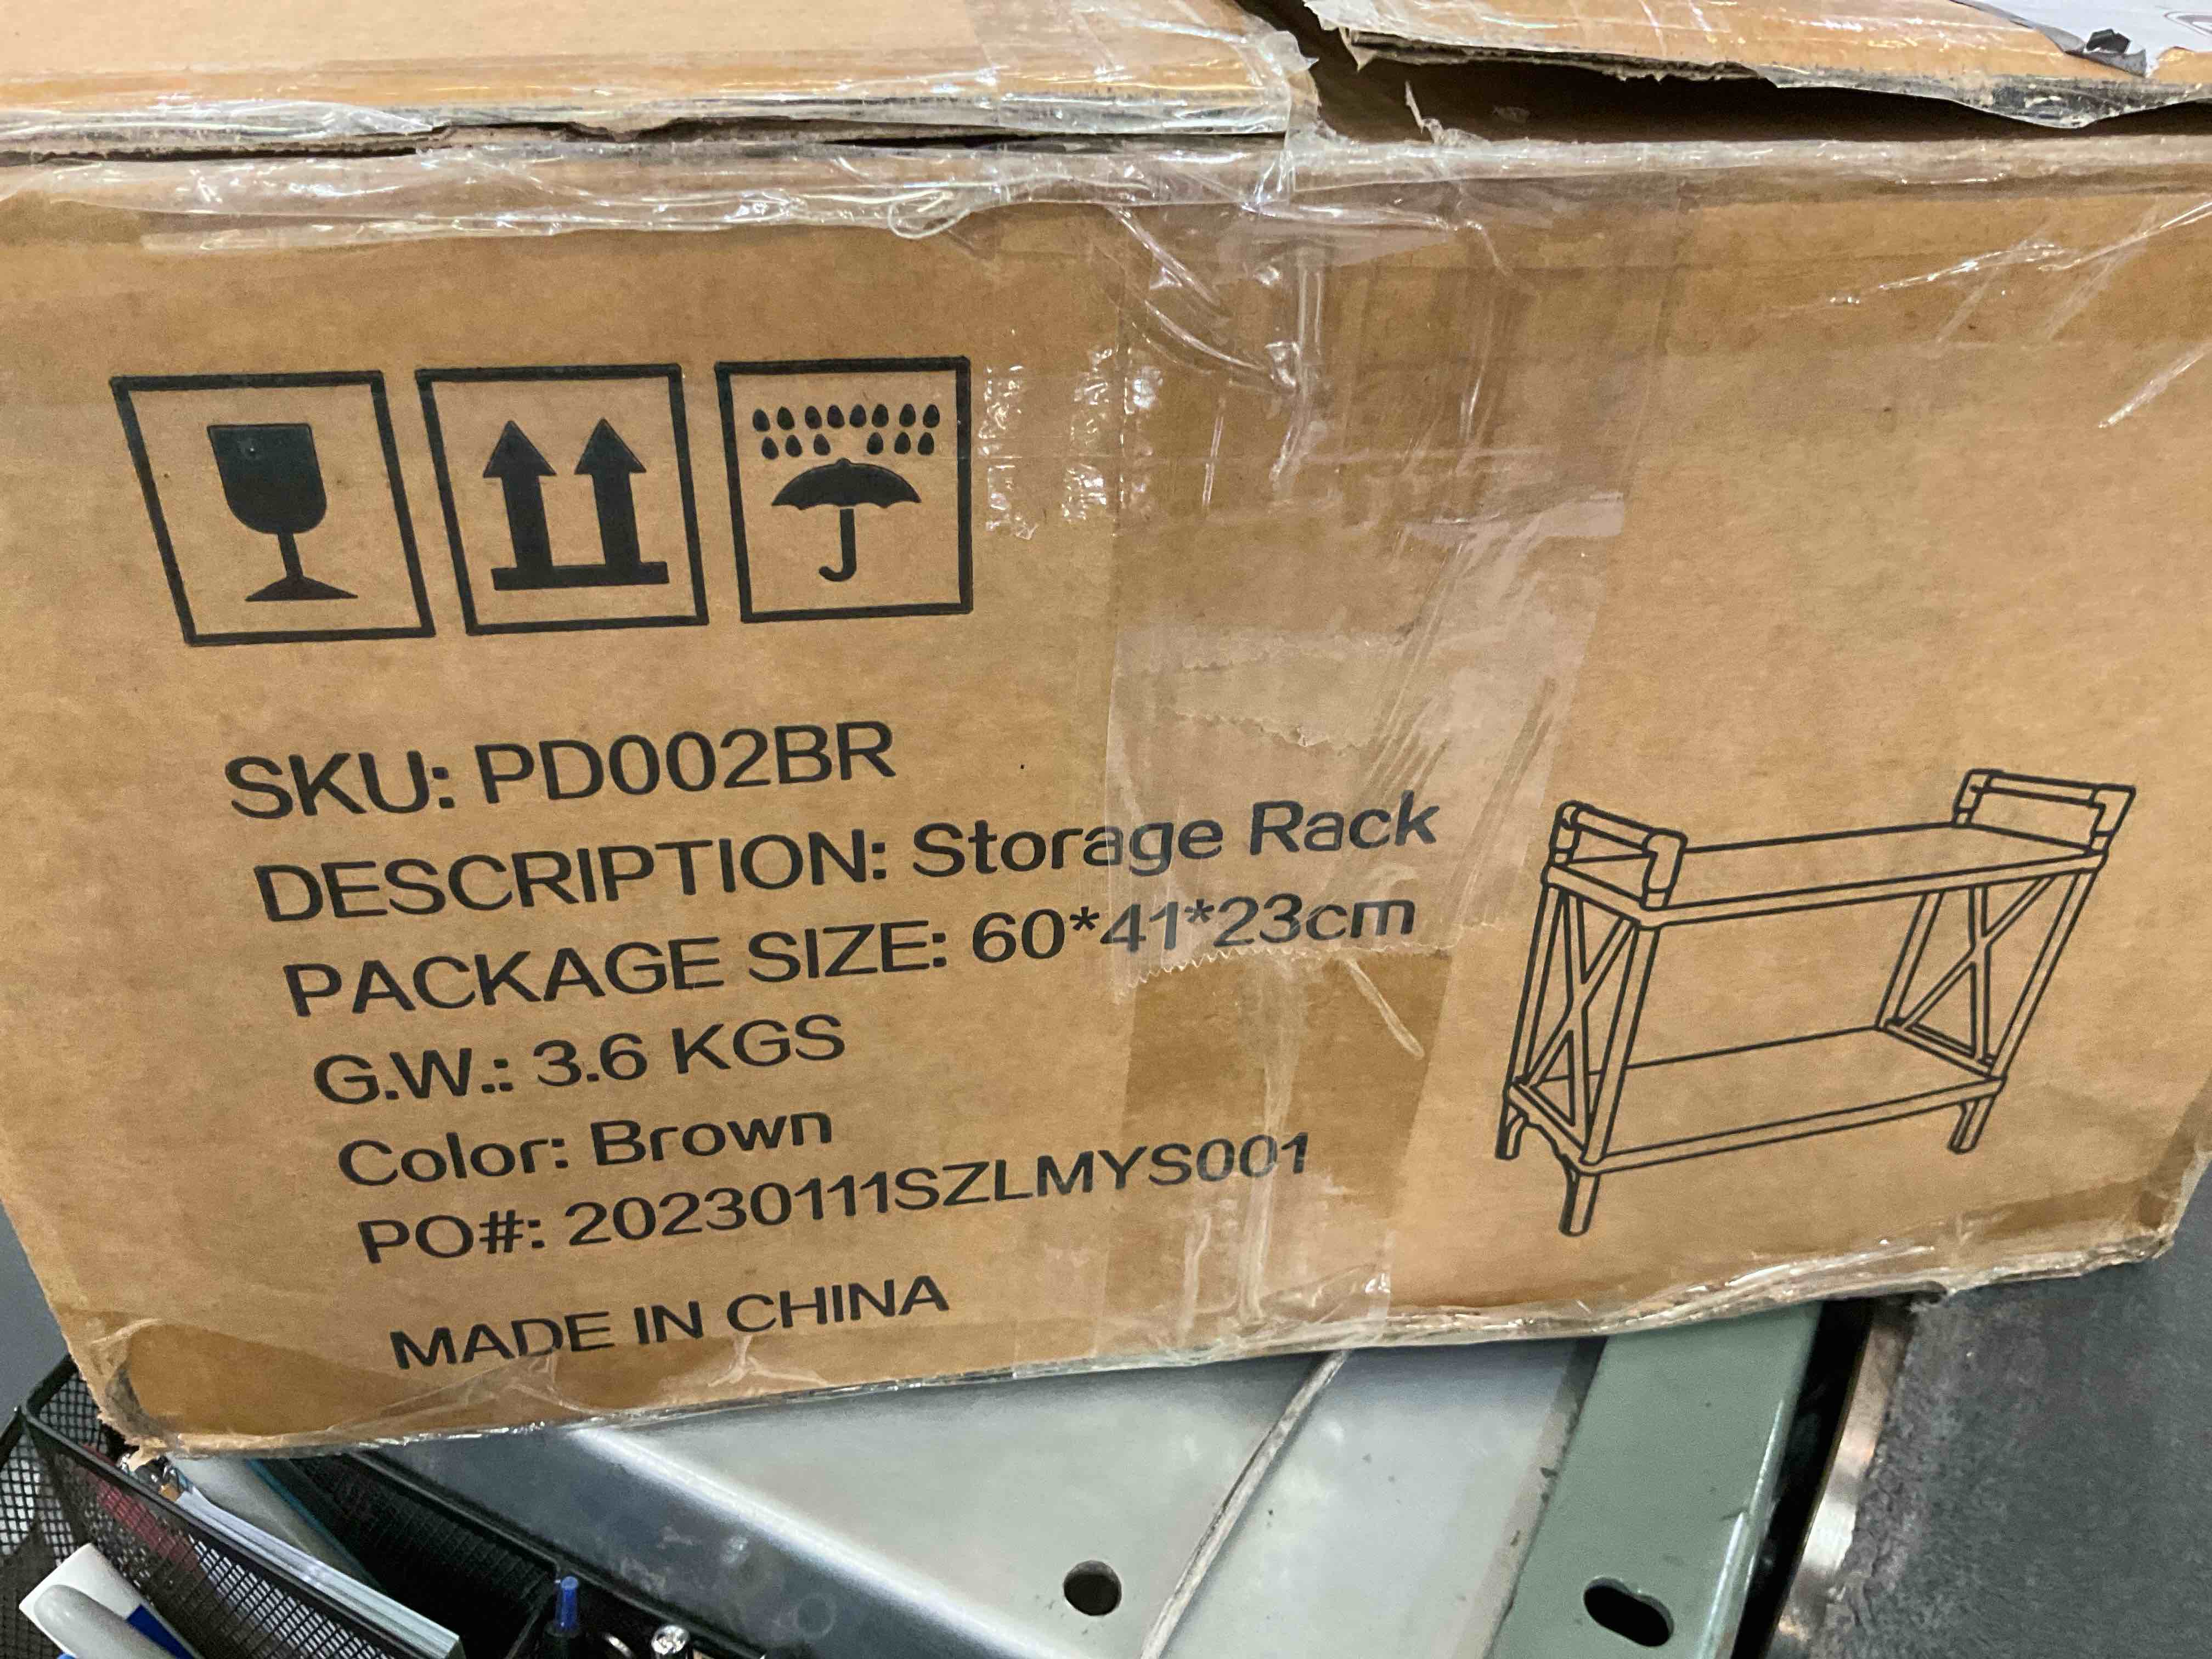 SKU: PD002BR
DESCRIPTION: Storage Rack
PACKAGE SIZE: 60*41*23cm
G.W.: 3.6 KGS
Color: Brown
PO#: 20230111SZLMYS001
MADE IN CHINA